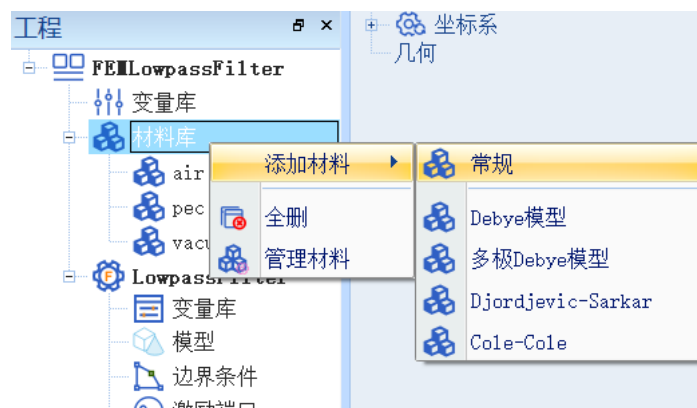 工程
坐标系
几何
FEMLowpassFilter
变量库
材料库
添加材料
常规
air
pec
全删
Debye模型
多极Debye模型
管理材料
Djordjevic-Sarkar
Cole-Cole
变量库
模型
边界条件